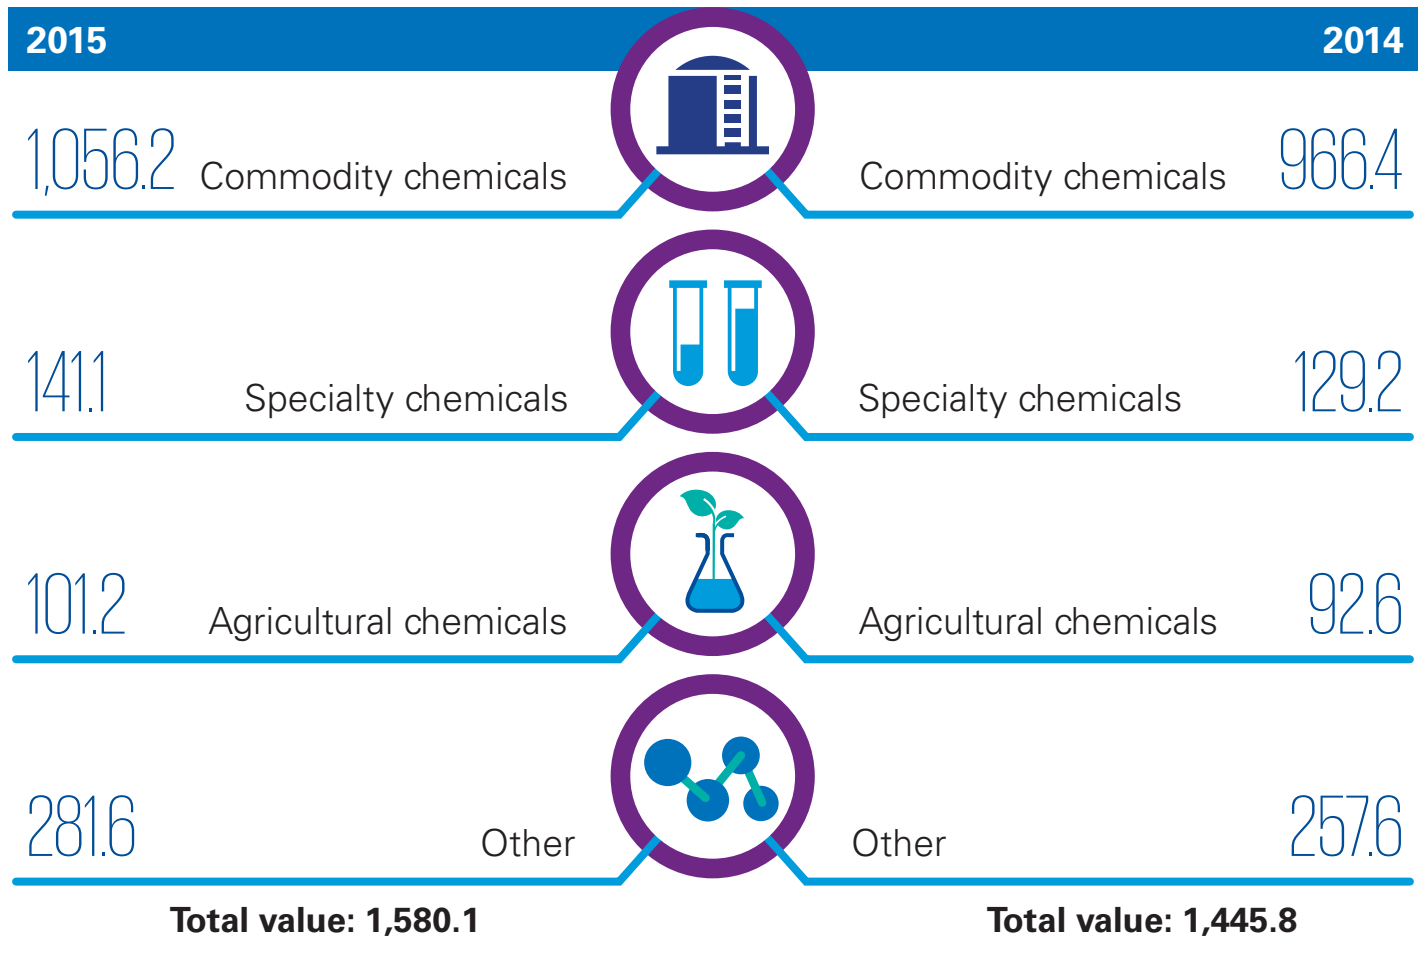 2015 2014
1,056.2 Commodity chemicals Commodity chemicals 966.4
141.1 Specialty chemicals Specialty chemicals 129.2
101.2 Agricultural chemicals Agricultural chemicals 92.6
281.6 Other Other 257.6
Total value: 1,580.1 Total value: 1,445.8